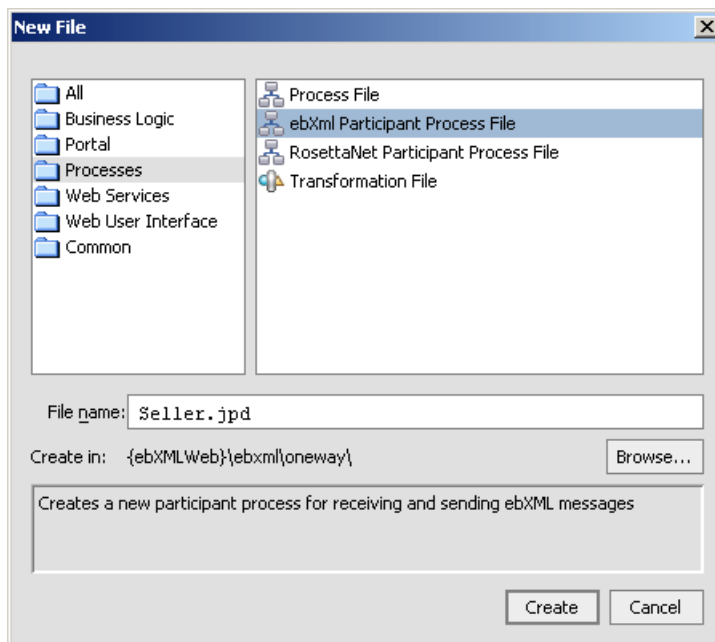 New File
All
Business Logic
Portal
Processes
Web Services
Web User Interface
Common
Process File
ebXml Participant Process File
RosettaNet Participant Process File
Transformation File
File name: Seller.jpd
Create in: {ebXMLWeb}\ebxml\oneway\ Browse...
Creates a new participant process for receiving and sending ebXML messages
Create Cancel